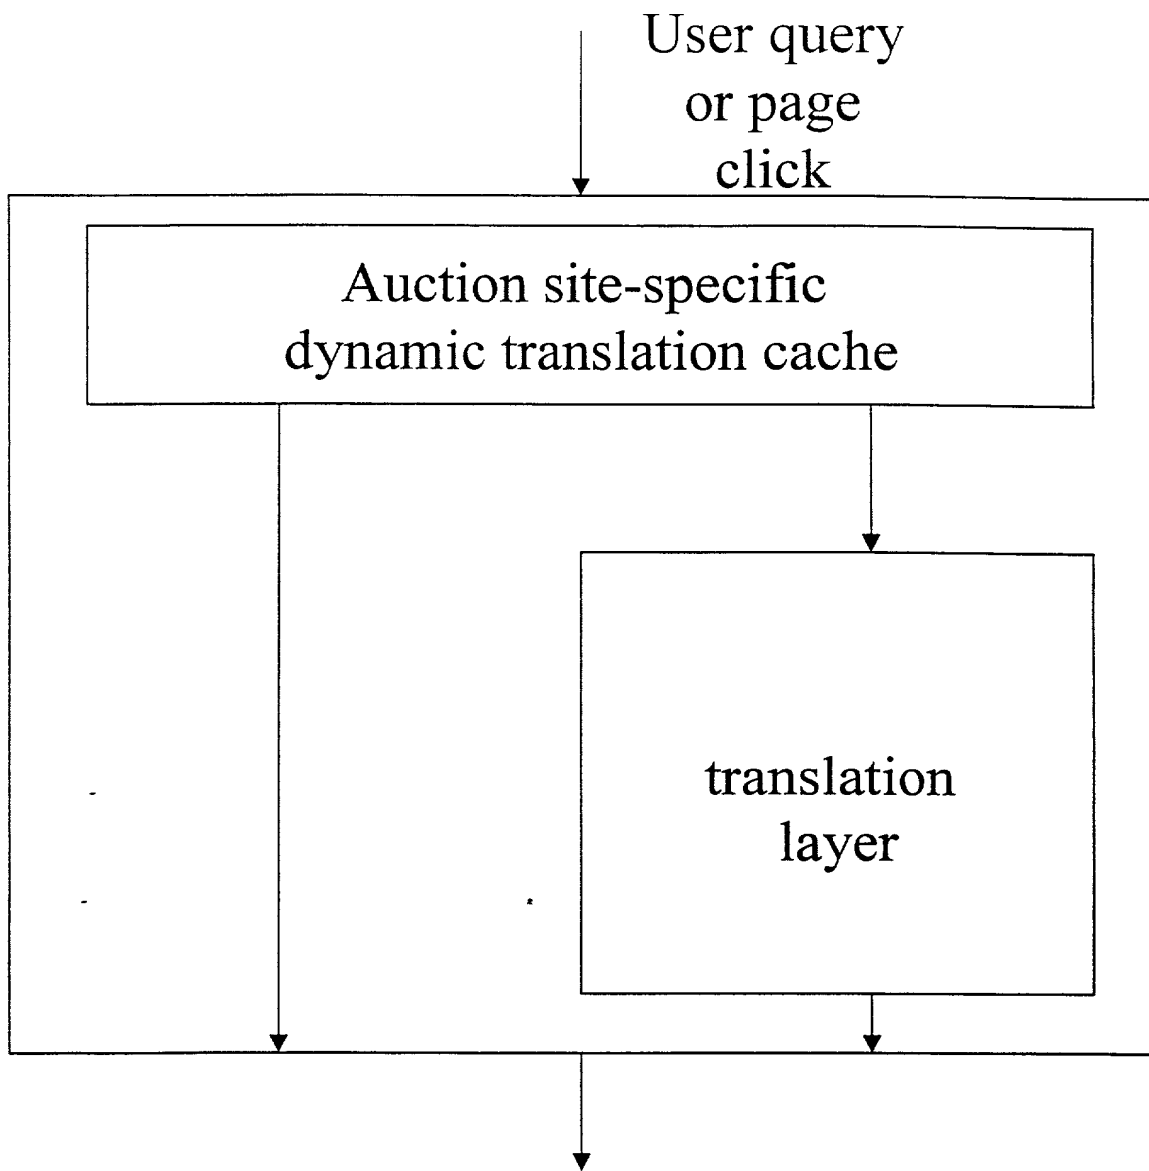 User query
or page
click
Auction site-specific
dynamic translation cache
translation
layer